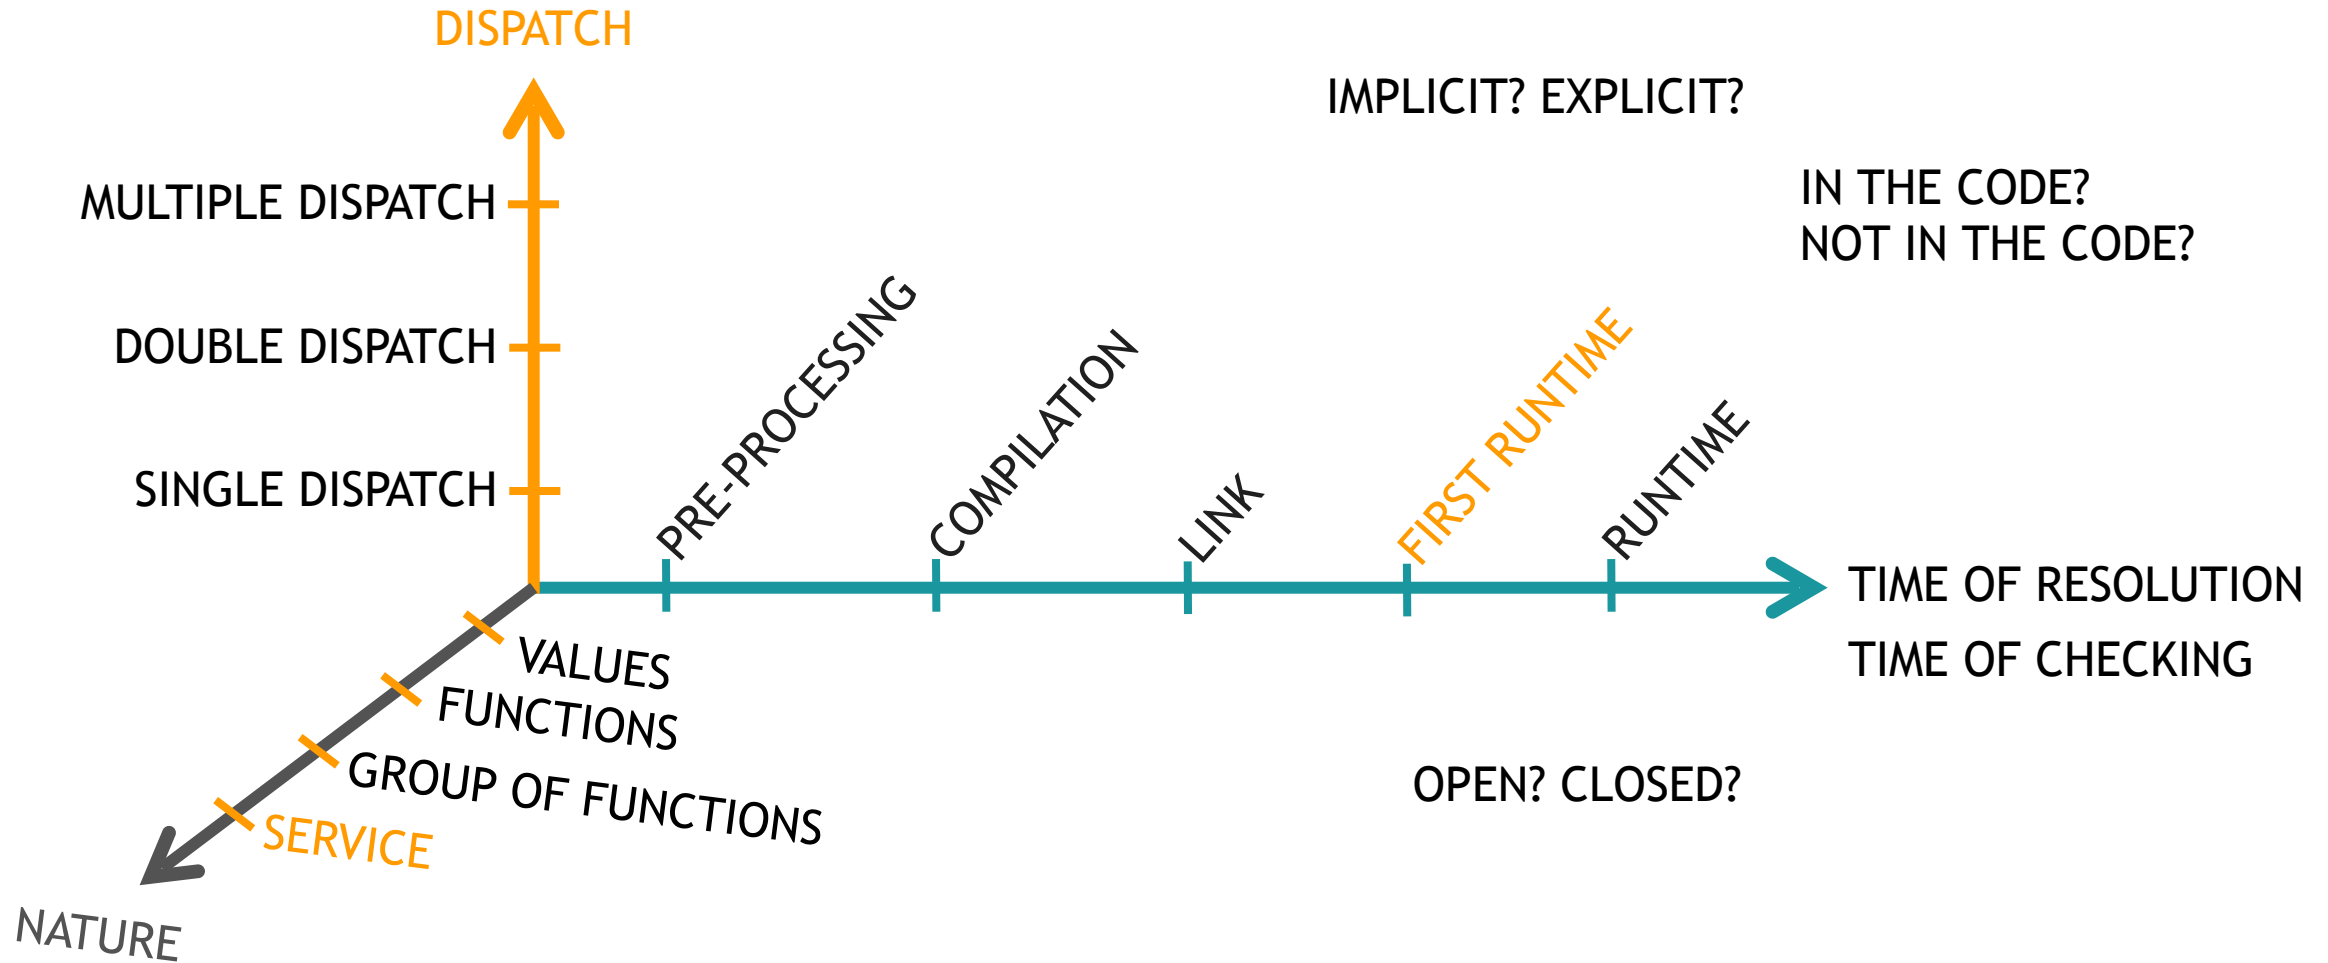 DISPATCH
IMPLICIT? EXPLICIT?
MULTIPLE DISPATCH
IN THE CODE?
NOT IN THE CODE?
DOUBLE DISPATCH
SINGLE DISPATCH
PRE-PROCESSING
COMPILATION
LINK
FIRST RUNTIME
RUNTIME
TIME OF RESOLUTION
TIME OF CHECKING
VALUES
FUNCTIONS
GROUP OF FUNCTIONS
SERVICE
OPEN? CLOSED?
NATURE